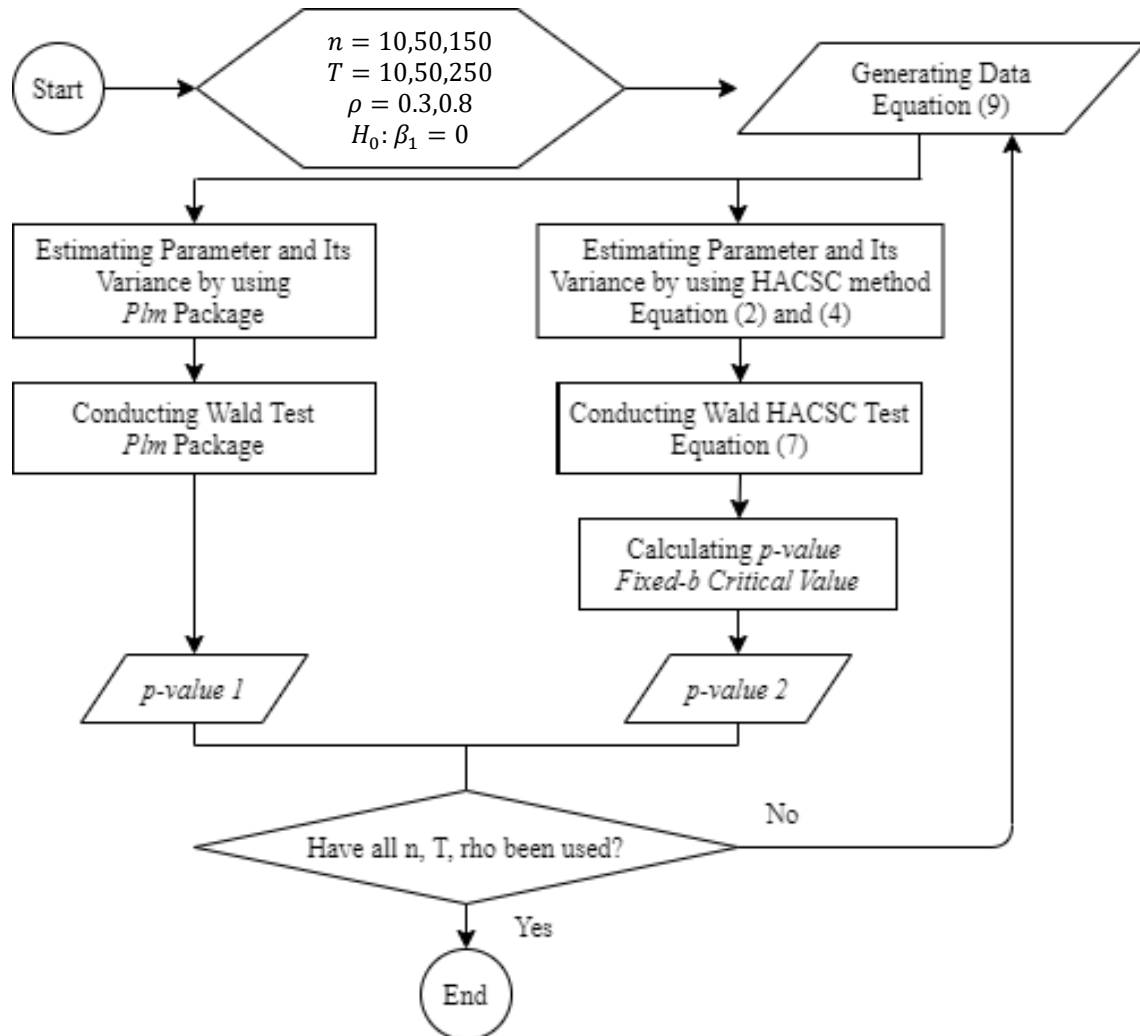 Start
n = 10,50,150
T = 10,50,250
ρ = 0.3,0.8
H₀: β₁ = 0
Generating Data
Equation (9)
Estimating Parameter and Its
Variance by using
Plm Package
Estimating Parameter and Its
Variance by using HACSC method
Equation (2) and (4)
Conducting Wald Test
Plm Package
Conducting Wald HACSC Test
Equation (7)
Calculating p-value
Fixed-b Critical Value
p-value 1
p-value 2
Have all n, T, rho been used?
No
Yes
End